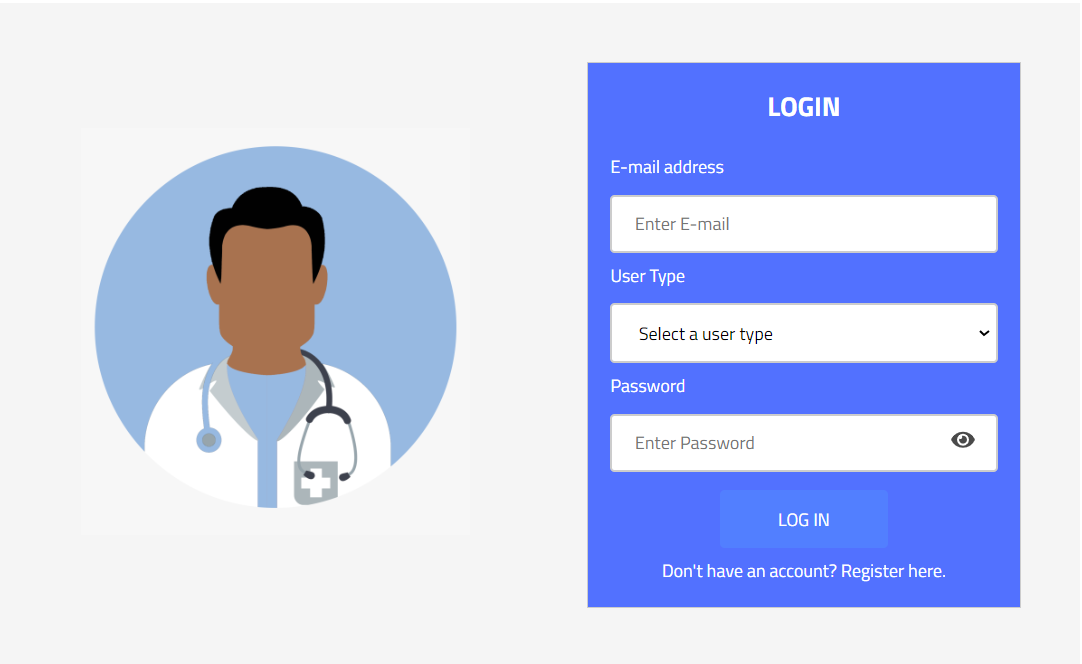 LOGIN
E-mail address
Enter E-mail
User Type
Select a user type
Password
Enter Password
LOG IN
Don't have an account? Register here.